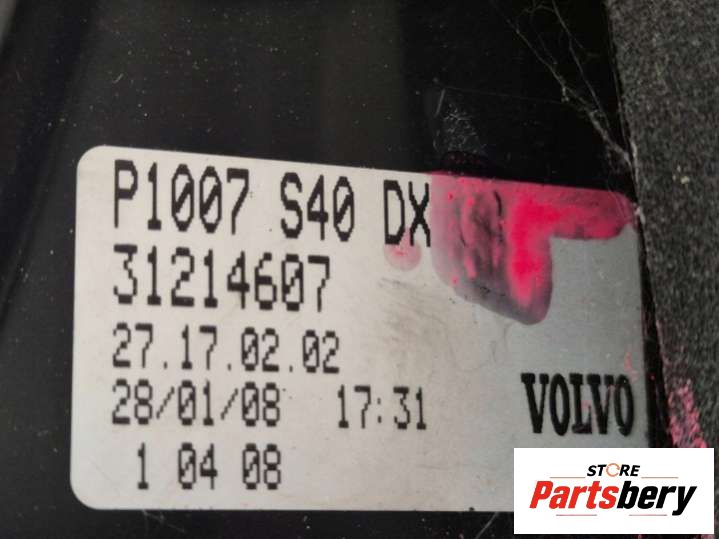 P1007 S40 DX
31214607
27.17.02.02
28/01/08 17:31
VOLVO
1 04 08
STORE
Partsbery